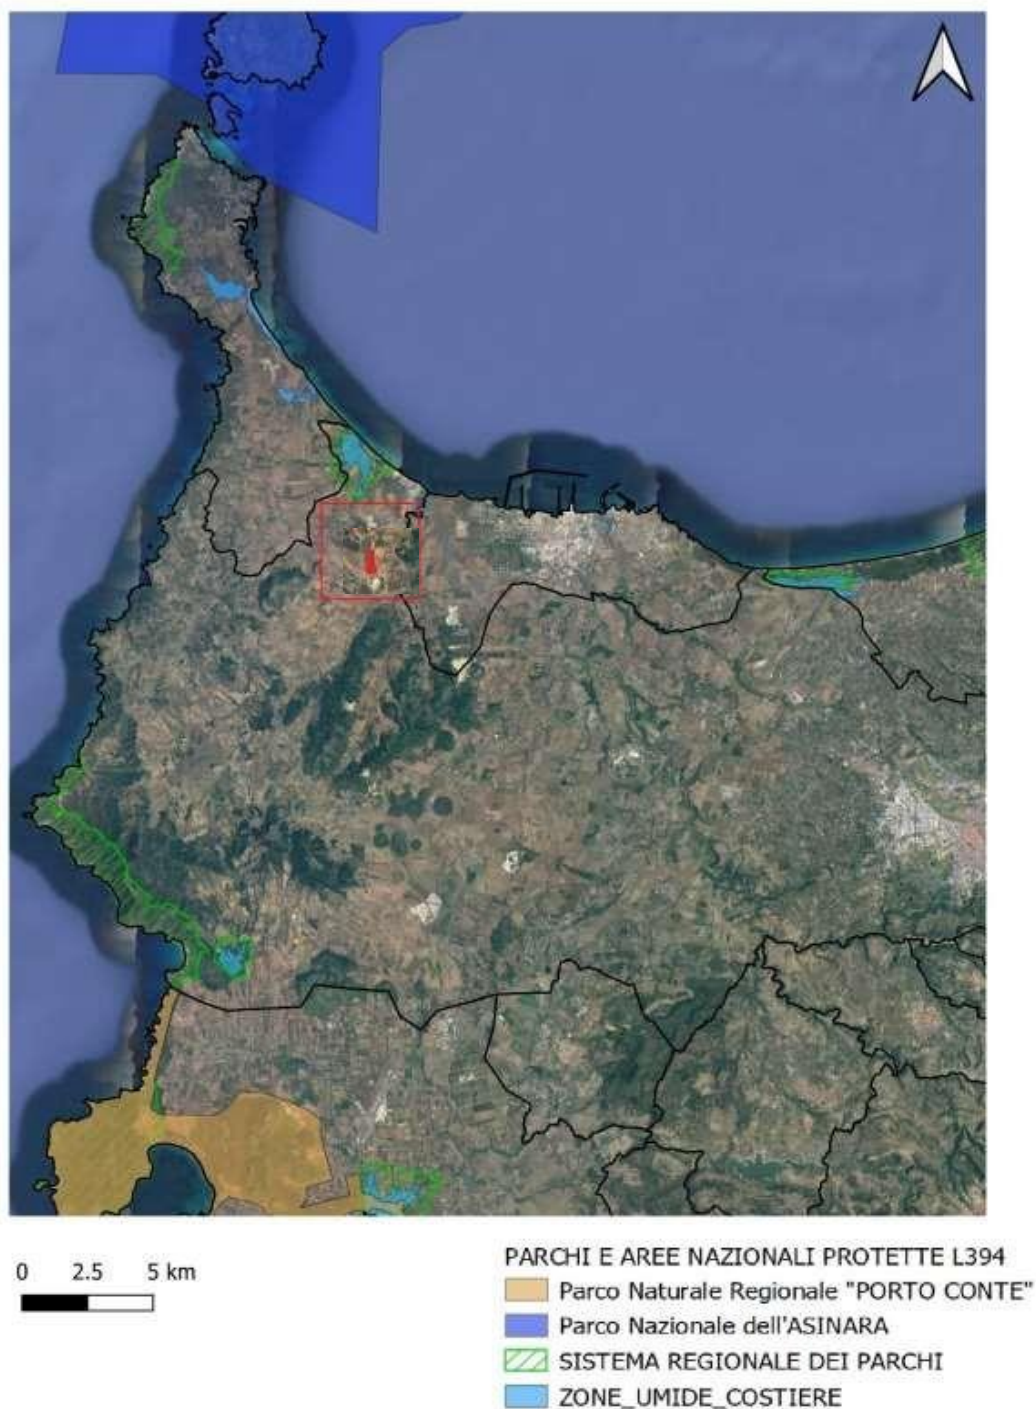 0 2.5 5 km
PARCHI E AREE NAZIONALI PROTETTE L394
Parco Naturale Regionale "PORTO CONTE"
Parco Nazionale dell'ASINARA
SISTEMA REGIONALE DEI PARCHI
ZONE_UMIDE_COSTIERE